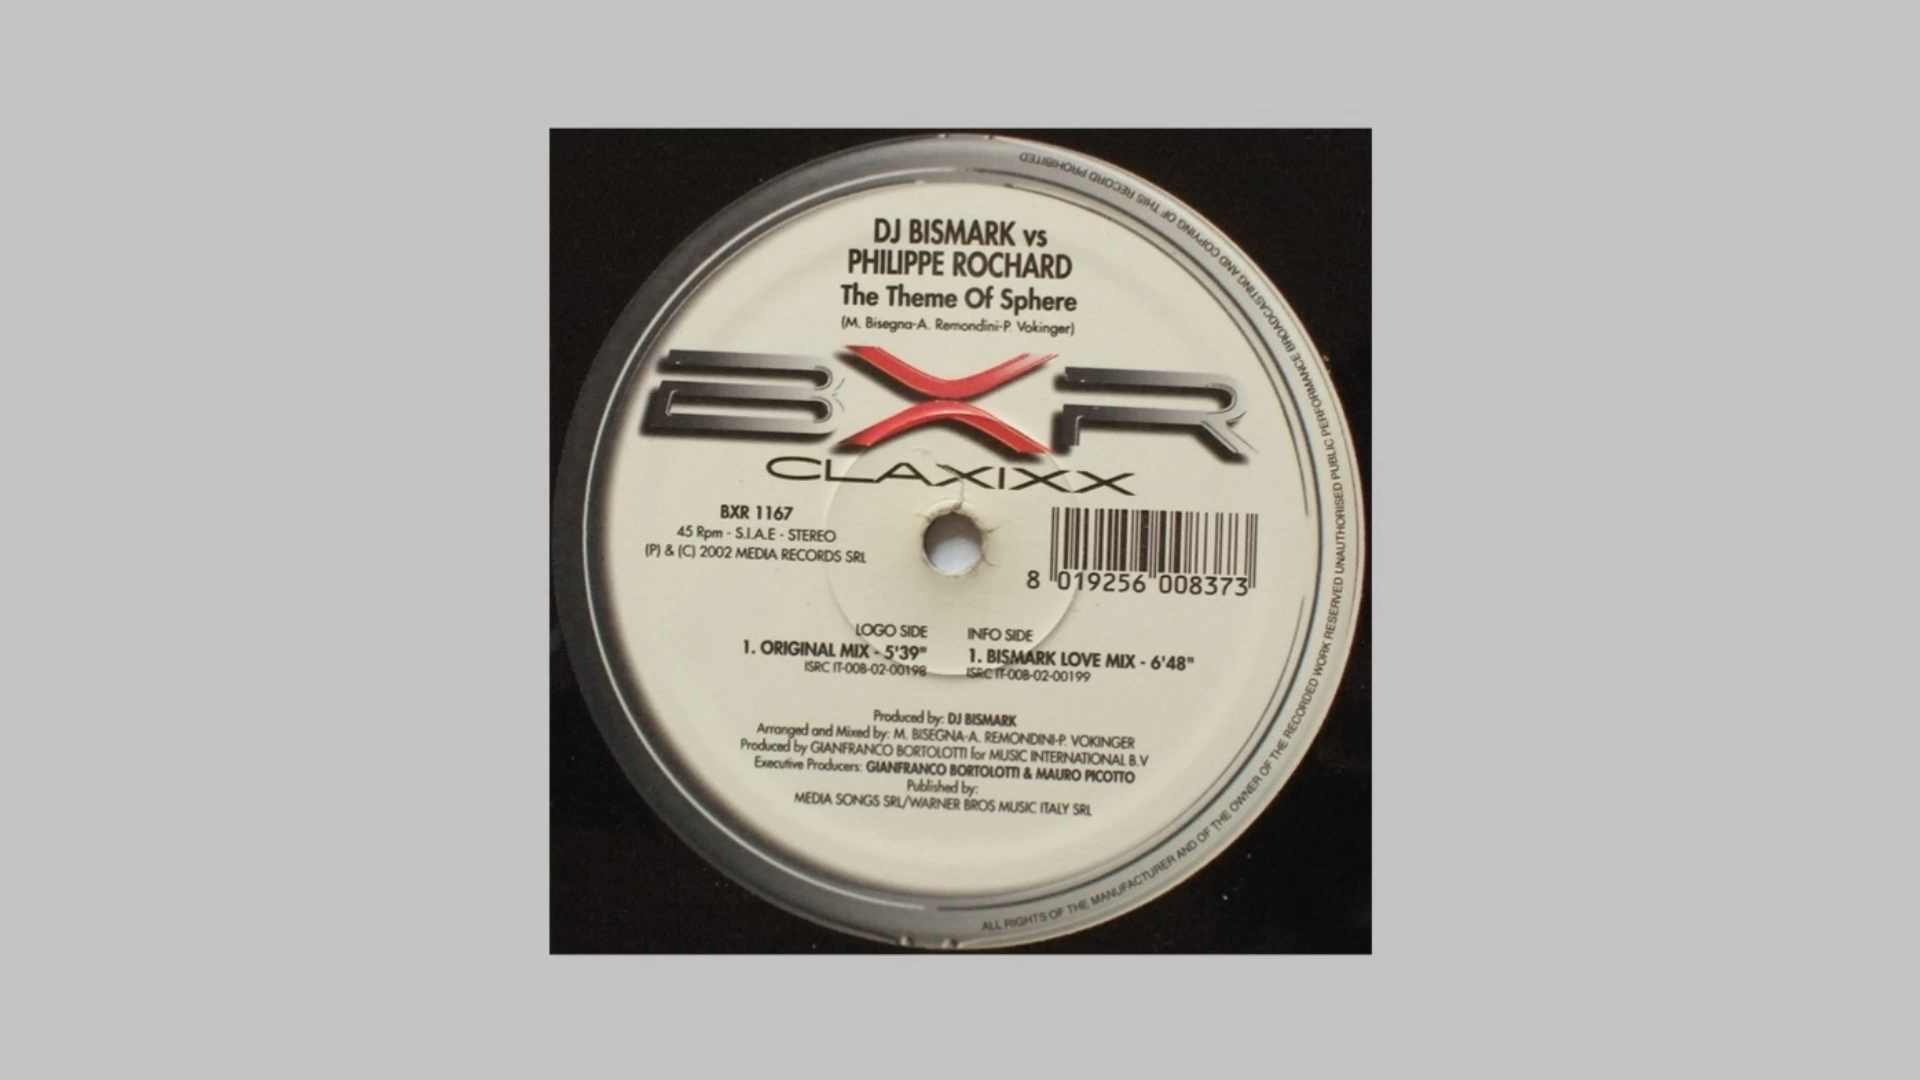 DJ BISMARK vs
PHILIPPE ROCHARD
The Theme Of Sphere
(M. Bisegna-A. Remondini-P. Vokinger)
BXR
CLAXIXX
BXR 1167
45 Rpm - S.I.A.E - STEREO
(P) & (C) 2002 MEDIA RECORDS SRL
8 019256 008373
LOGO SIDE
1. ORIGINAL MIX - 5'39"
ISRC IT-00B-02-00198
INFO SIDE
1. BISMARK LOVE MIX - 6'48"
ISRC IT-00B-02-00199
Produced by: DJ BISMARK
Arranged and Mixed by: M. BISEGNA-A. REMONDINI-P. VOKINGER
Produced by GIANFRANCO BORTOLOTTI for MUSIC INTERNATIONAL B.V
Executive Producers: GIANFRANCO BORTOLOTTI & MAURO PICOTTO
Published by:
MEDIA SONGS SRL/WARNER BROS MUSIC ITALY SRL
ALL RIGHTS OF THE MANUFACTURER AND OF THE OWNER OF THE RECORDED WORK RESERVED UNAUTHORISED PUBLIC PERFORMANCE BROADCASTING AND COPYING OF THIS RECORD PROHIBITED